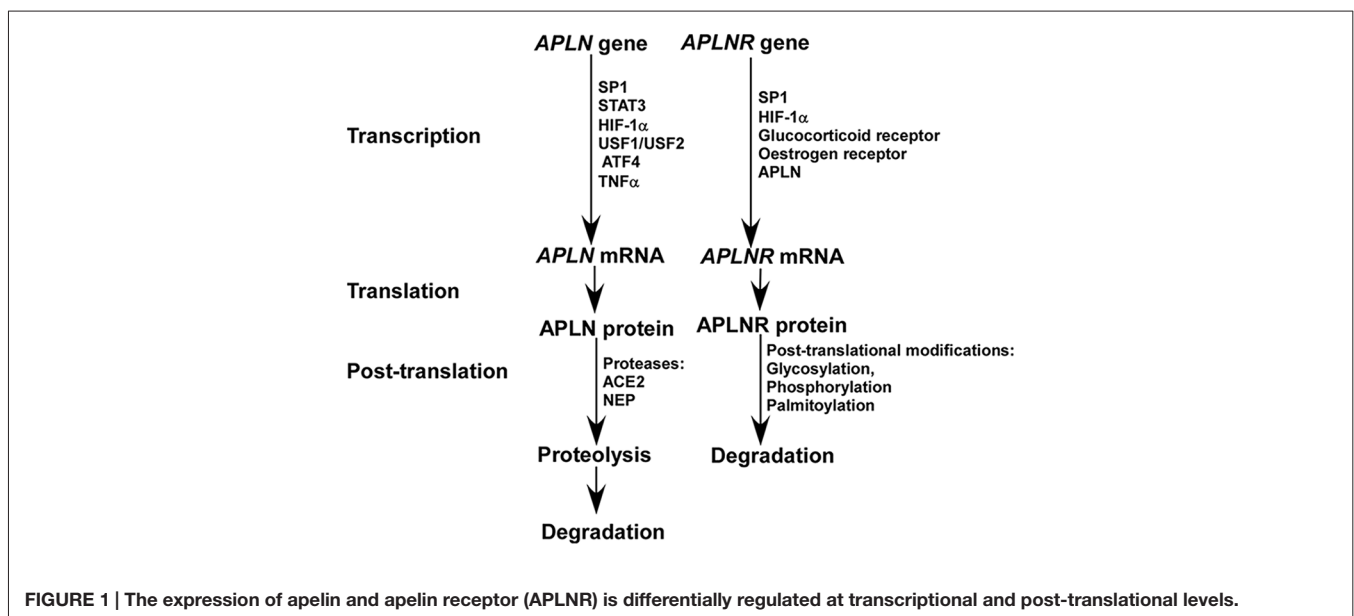 APLN gene
APLNR gene
Transcription
SP1
STAT3
HIF-1α
USF1/USF2
ATF4
TNFα
SP1
HIF-1α
Glucocorticoid receptor
Oestrogen receptor
APLN
APLN mRNA
APLNR mRNA
Translation
APLN protein
APLNR protein
Post-translation
Proteases:
ACE2
NEP
Post-translational modifications:
Glycosylation,
Phosphorylation
Palmitoylation
Proteolysis
Degradation
Degradation
FIGURE 1 | The expression of apelin and apelin receptor (APLNR) is differentially regulated at transcriptional and post-translational levels.